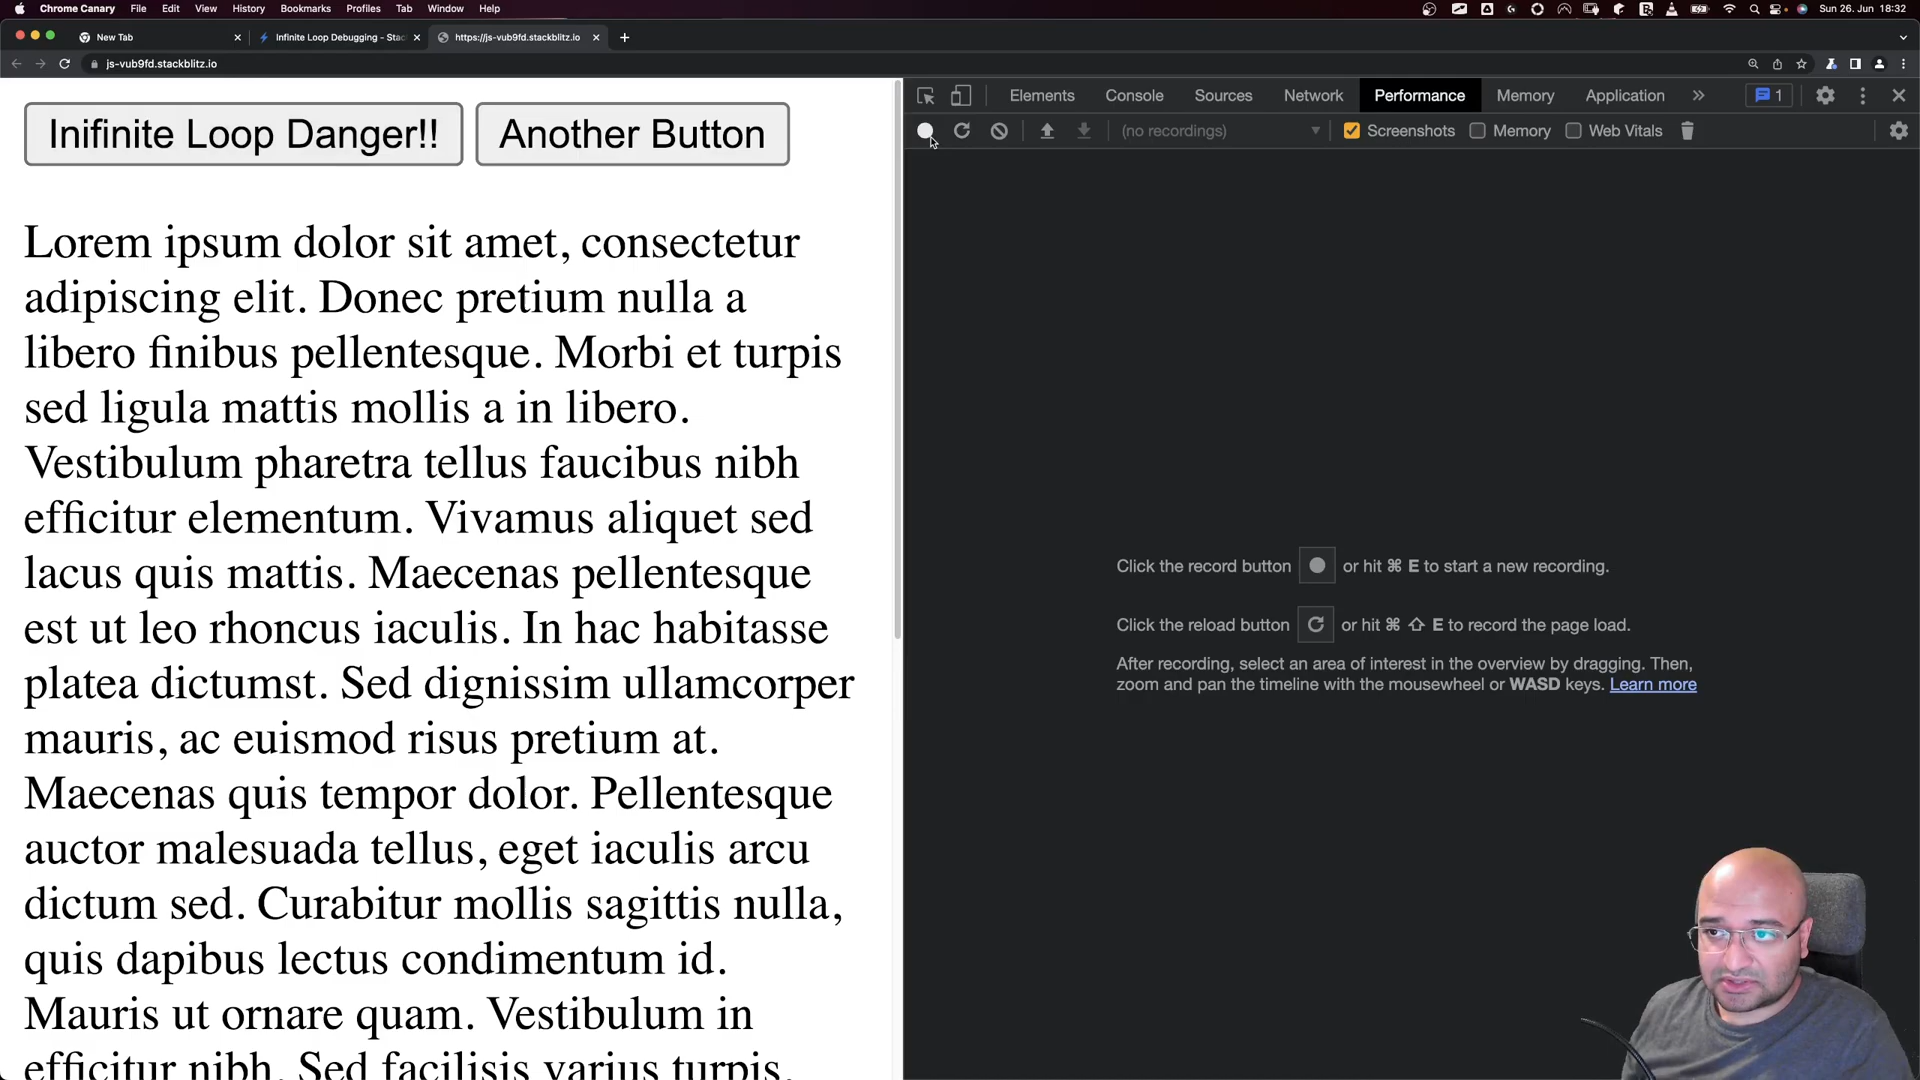 Chrome Canary File Edit View History Bookmarks Profiles Tab Window Help Sun 26. Jun 18:32
New Tab Infinite Loop Debugging - Stac https://js-vub9fd.stackblitz.io
js-vub9fd.stackblitz.io
Inifinite Loop Danger!! Another Button
Lorem ipsum dolor sit amet, consectetur
adipiscing elit. Donec pretium nulla a
libero finibus pellentesque. Morbi et turpis
sed ligula mattis mollis a in libero.
Vestibulum pharetra tellus faucibus nibh
efficitur elementum. Vivamus aliquet sed
lacus quis mattis. Maecenas pellentesque
est ut leo rhoncus iaculis. In hac habitasse
platea dictumst. Sed dignissim ullamcorper
mauris, ac euismod risus pretium at.
Maecenas quis tempor dolor. Pellentesque
auctor malesuada tellus, eget iaculis arcu
dictum sed. Curabitur mollis sagittis nulla,
quis dapibus lectus condimentum id.
Mauris ut ornare quam. Vestibulum in
efficitur nibh. Sed facilisis varius turpis.
Elements Console Sources Network Performance Memory Application 1
(no recordings) Screenshots Memory Web Vitals
Click the record button or hit ⌘ E to start a new recording.
Click the reload button or hit ⌘ ⇧ E to record the page load.
After recording, select an area of interest in the overview by dragging. Then,
zoom and pan the timeline with the mousewheel or WASD keys. Learn more